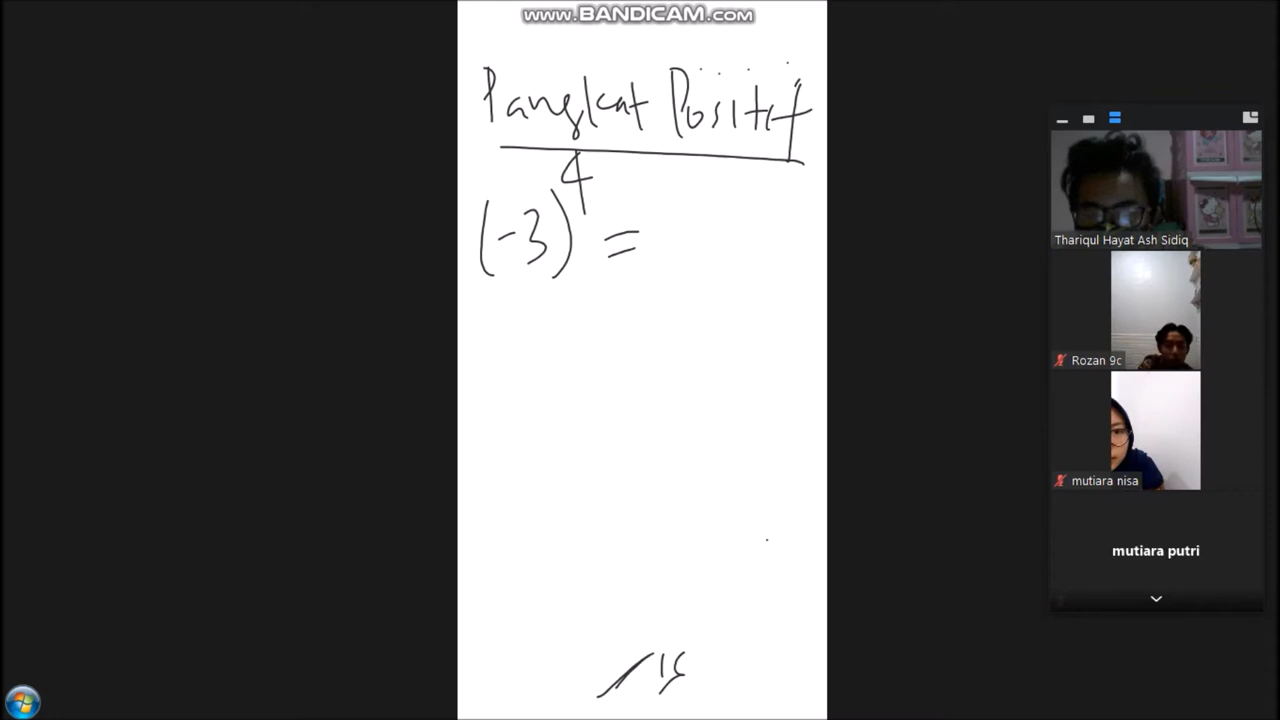 www.BANDICAM.com
Pangkat Positif
(-3)^4 =
Thariqul Hayat Ash Sidiq
Rozan 9c
mutiara nisa
mutiara putri